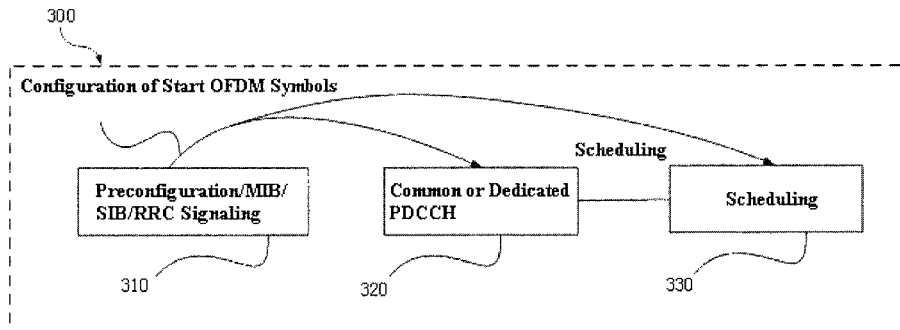 300
Configuration of Start OFDM Symbols
Scheduling
Preconfiguration/MIB/
SIB/RRC Signaling
Common or Dedicated
PDCCH
Scheduling
310
320
330